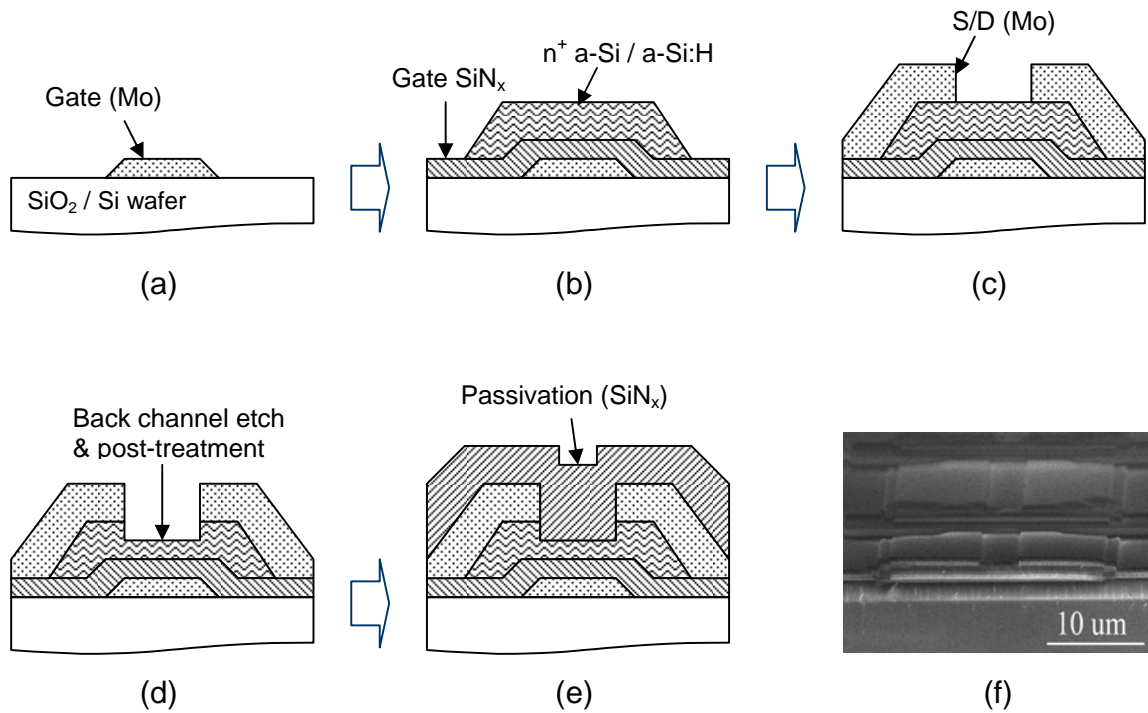 Gate (Mo)
SiO₂ / Si wafer
(a)
Gate SiNₓ
n⁺ a-Si / a-Si:H
(b)
S/D (Mo)
(c)
Back channel etch
& post-treatment
(d)
Passivation (SiNₓ)
(e)
10 um
(f)